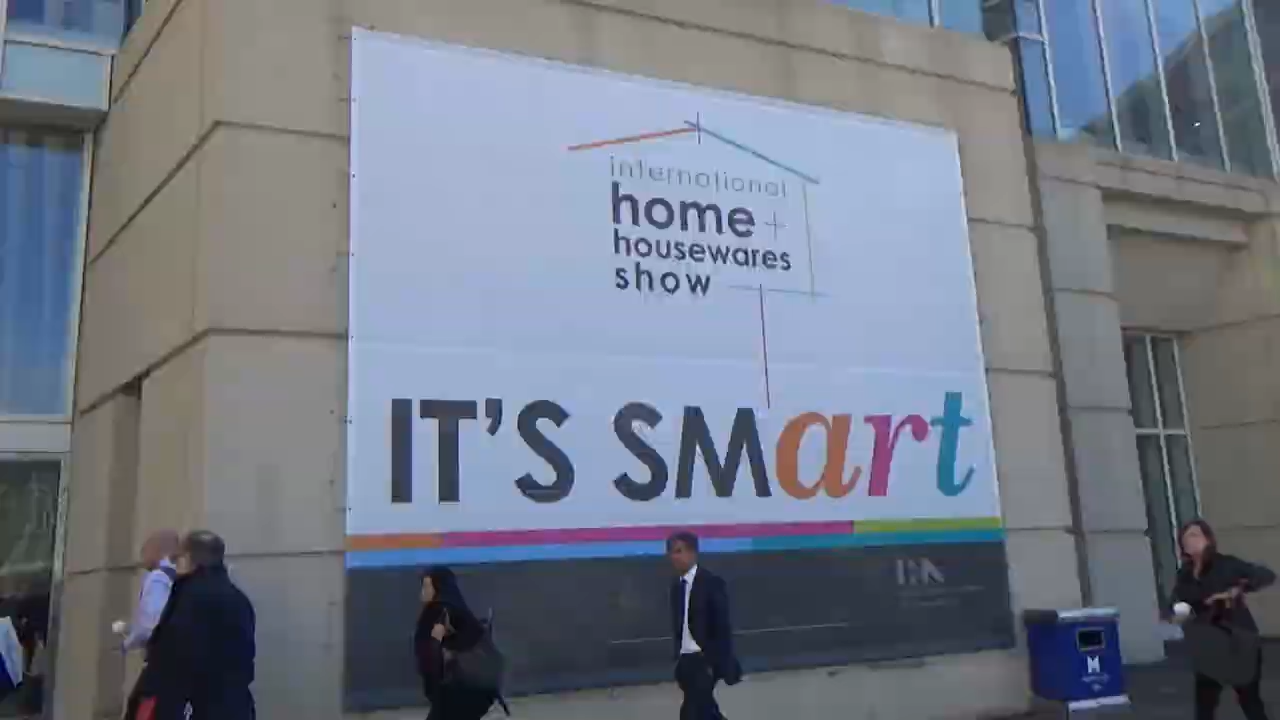 international
home +
housewares
show
IT'S SMart
IHA
M